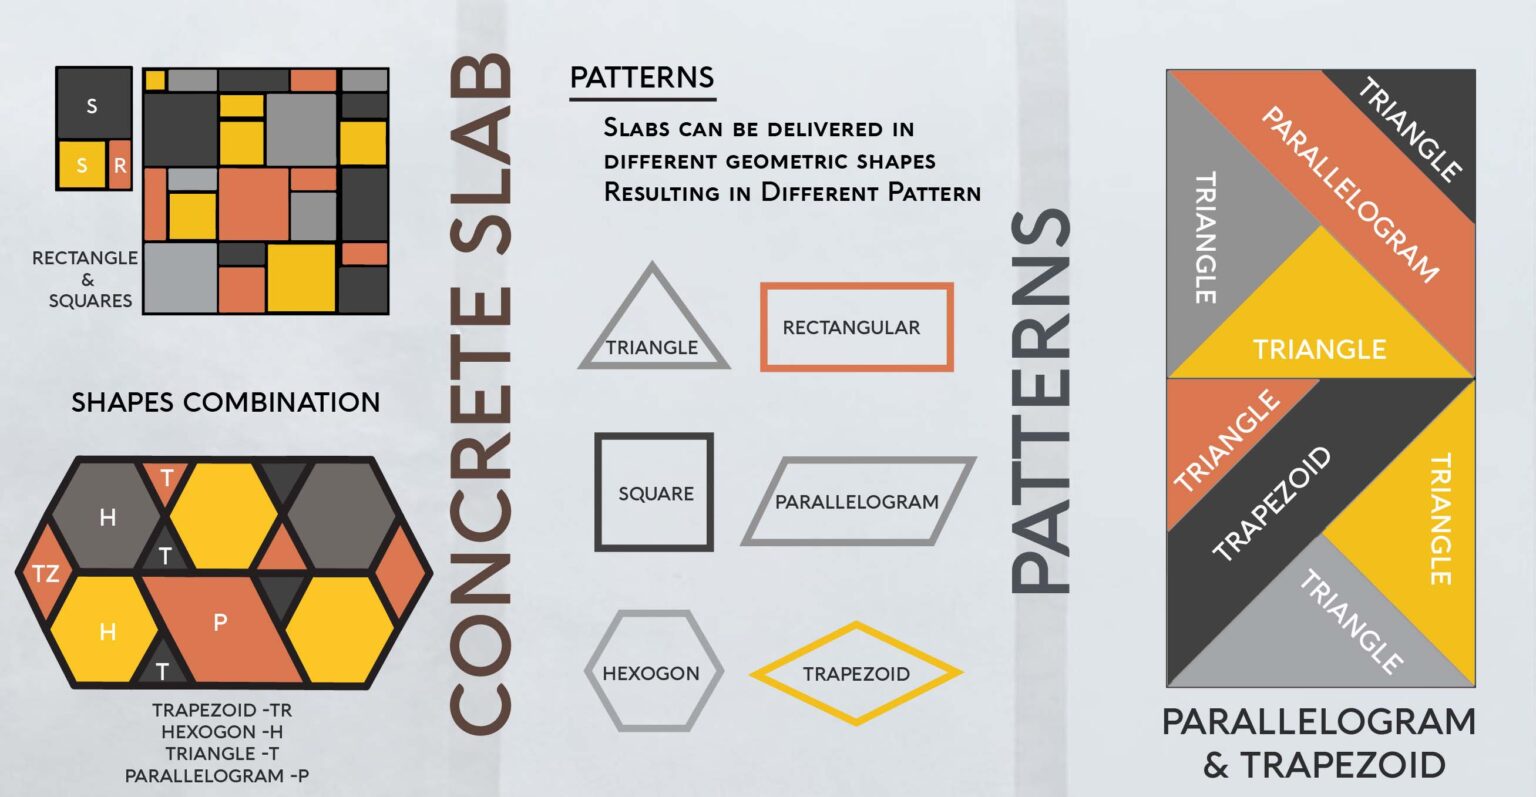 S
S R
RECTANGLE
&
SQUARES
SHAPES COMBINATION
T
H
T
TZ
H
P
T
TRAPEZOID -TR
HEXOGON -H
TRIANGLE -T
PARALLELOGRAM -P
CONCRETE SLAB
PATTERNS
Slabs can be delivered in
different geometric shapes
Resulting in Different Pattern
TRIANGLE
RECTANGULAR
SQUARE
PARALLELOGRAM
HEXOGON
TRAPEZOID
PATTERNS
TRIANGLE
PARALLELOGRAM
TRIANGLE
TRIANGLE
TRIANGLE
TRAPEZOID
TRIANGLE
TRIANGLE
PARALLELOGRAM
& TRAPEZOID